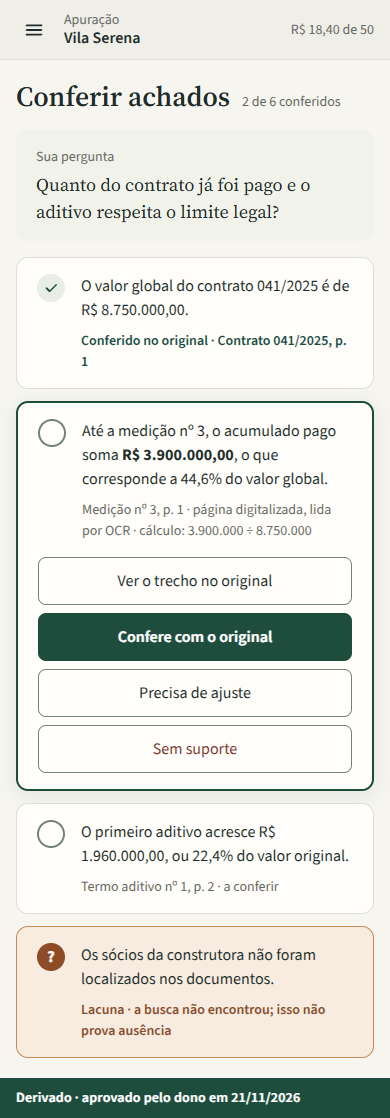 Apuração
Vila Serena
R$ 18,40 de 50
Conferir achados
2 de 6 conferidos
Sua pergunta
Quanto do contrato já foi pago e o
aditivo respeita o limite legal?
O valor global do contrato 041/2025 é de
R$ 8.750.000,00.
Conferido no original · Contrato 041/2025, p.
1
Até a medição nº 3, o acumulado pago
soma R$ 3.900.000,00, o que
corresponde a 44,6% do valor global.
Medição nº 3, p. 1 · página digitalizada, lida
por OCR · cálculo: 3.900.000 ÷ 8.750.000
Ver o trecho no original
Confere com o original
Precisa de ajuste
Sem suporte
O primeiro aditivo acresce R$
1.960.000,00, ou 22,4% do valor original.
Termo aditivo nº 1, p. 2 · a conferir
?
Os sócios da construtora não foram
localizados nos documentos.
Lacuna · a busca não encontrou; isso não
prova ausência
Derivado · aprovado pelo dono em 21/11/2026